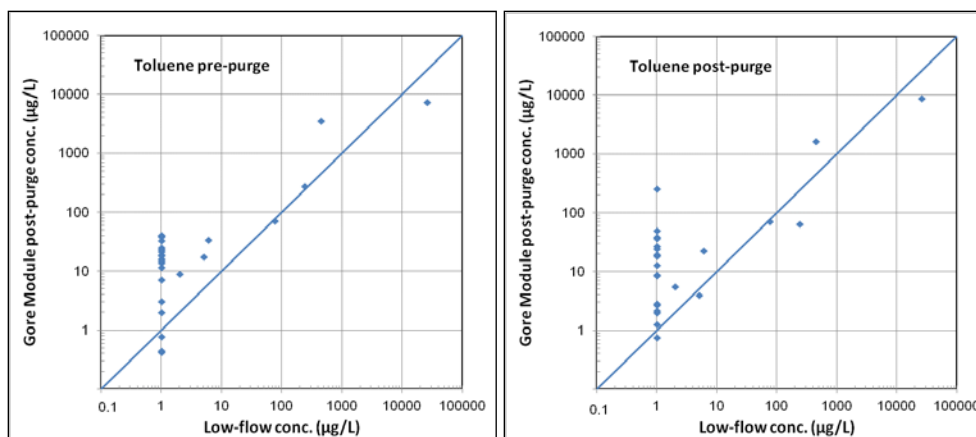 Toluene pre-purge
Gore Module post-purge conc. (µg/L)
100000
10000
1000
100
10
1
0.1 1 10 100 1000 10000 100000
Low-flow conc. (µg/L)
Toluene post-purge
Gore Module post-purge conc. (µg/L)
100000
10000
1000
100
10
1
0.1 1 10 100 1000 10000 100000
Low-flow conc. (µg/L)